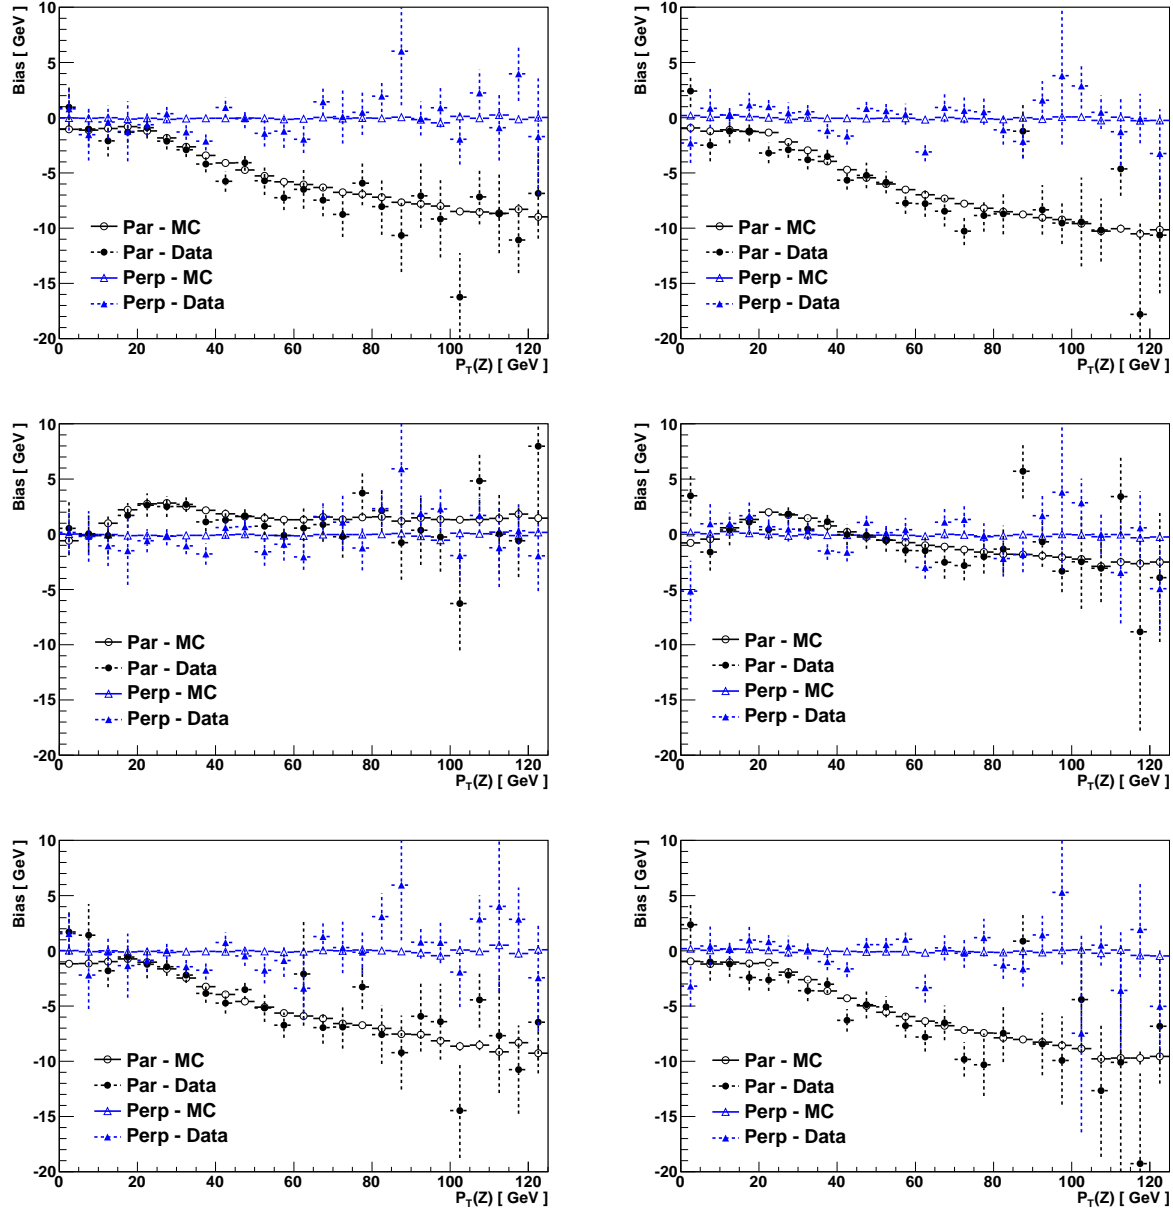 Bias [ GeV ]
10
5
0
-5
-10
-15
-20
Par - MC
Par - Data
Perp - MC
Perp - Data
0 20 40 60 80 100 120
P_T(Z) [ GeV ]
Bias [ GeV ]
10
5
0
-5
-10
-15
-20
Par - MC
Par - Data
Perp - MC
Perp - Data
0 20 40 60 80 100 120
P_T(Z) [ GeV ]
Bias [ GeV ]
10
5
0
-5
-10
-15
-20
Par - MC
Par - Data
Perp - MC
Perp - Data
0 20 40 60 80 100 120
P_T(Z) [ GeV ]
Bias [ GeV ]
10
5
0
-5
-10
-15
-20
Par - MC
Par - Data
Perp - MC
Perp - Data
0 20 40 60 80 100 120
P_T(Z) [ GeV ]
Bias [ GeV ]
10
5
0
-5
-10
-15
-20
Par - MC
Par - Data
Perp - MC
Perp - Data
0 20 40 60 80 100 120
P_T(Z) [ GeV ]
Bias [ GeV ]
10
5
0
-5
-10
-15
-20
Par - MC
Par - Data
Perp - MC
Perp - Data
0 20 40 60 80 100 120
P_T(Z) [ GeV ]